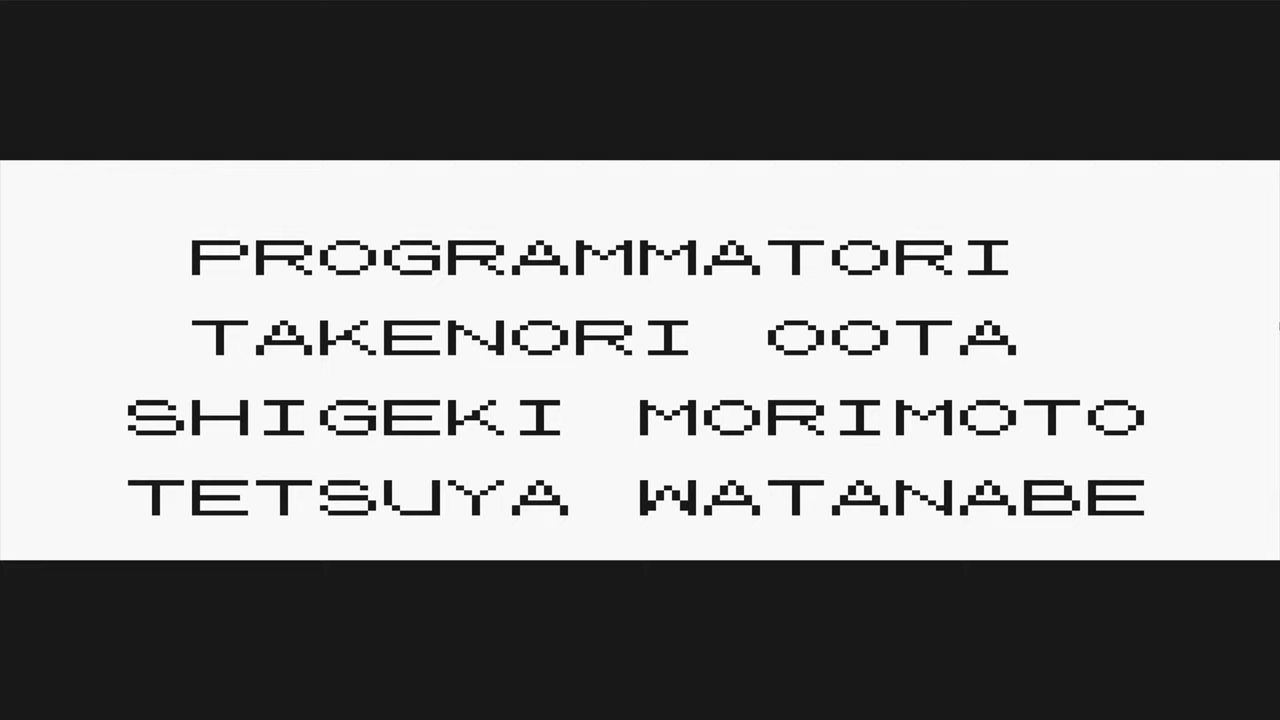 PROGRAMMATORI
TAKENORI OOTA
SHIGEKI MORIMOTO
TETSUYA WATANABE